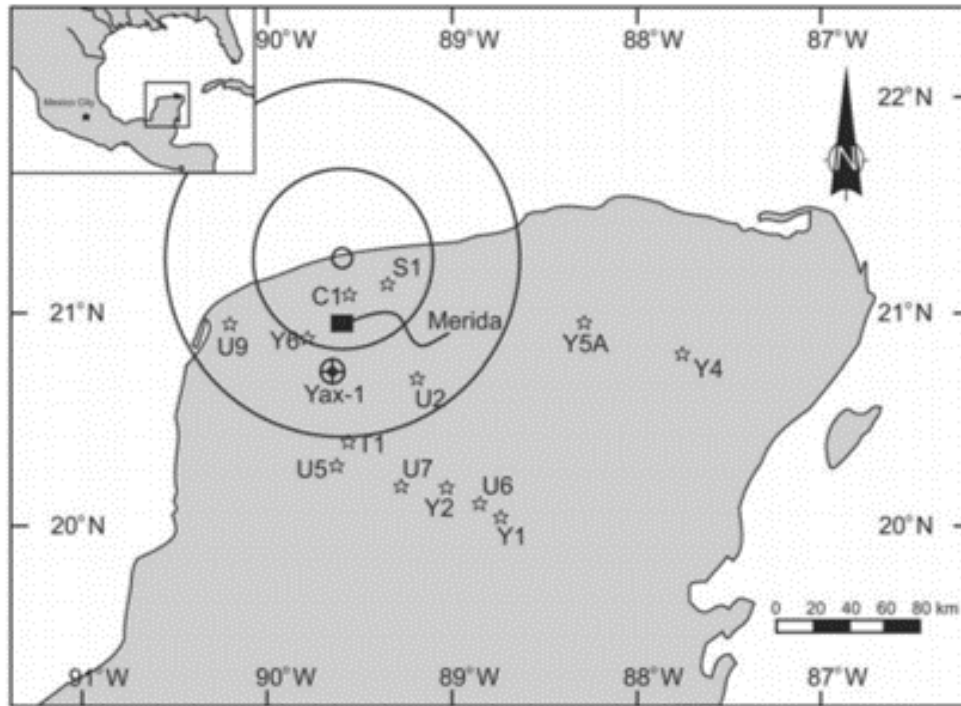 90°W 89°W 88°W 87°W
22°N
Mexico City
N
S1
C1
21°N 21°N
Merida
U9 Y6 Y5A
Y4
Yax-1 U2
T1
U5 U7 U6
Y2
20°N 20°N
Y1
0 20 40 60 80 km
91°W 90°W 89°W 88°W 87°W